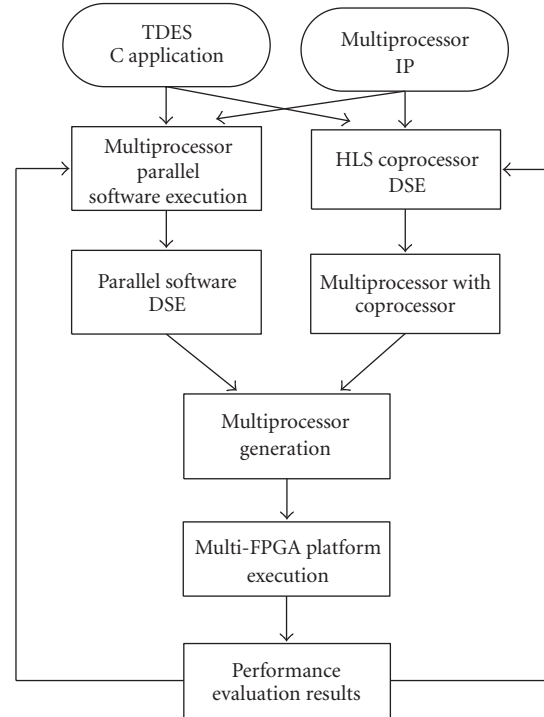 TDES
C application
Multiprocessor
IP
Multiprocessor
parallel
software execution
HLS coprocessor
DSE
Parallel software
DSE
Multiprocessor with
coprocessor
Multiprocessor
generation
Multi-FPGA platform
execution
Performance
evaluation results